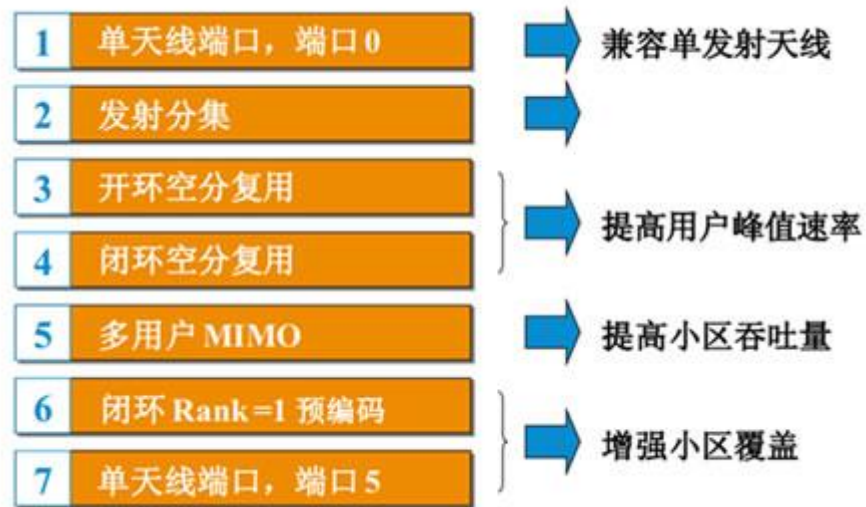 1 单天线端口，端口 0 兼容单发射天线
2 发射分集
3 开环空分复用
提高用户峰值速率
4 闭环空分复用
5 多用户 MIMO 提高小区吞吐量
6 闭环 Rank=1 预编码
增强小区覆盖
7 单天线端口，端口 5